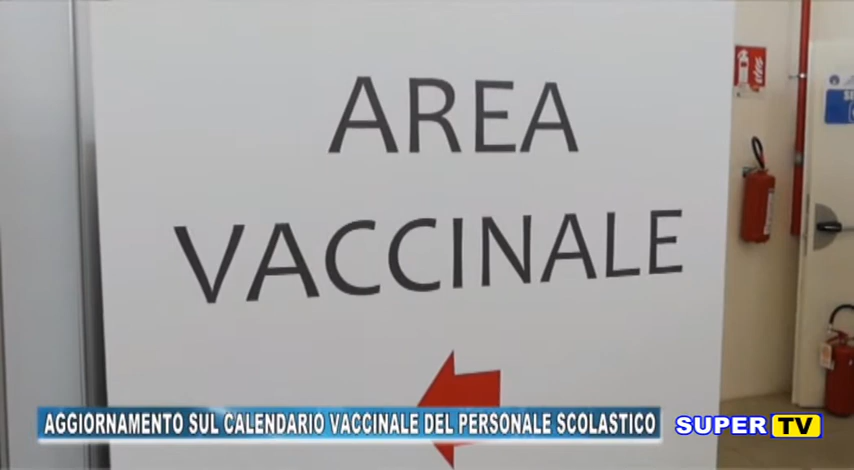 AREA
VACCINALE
AGGIORNAMENTO SUL CALENDARIO VACCINALE DEL PERSONALE SCOLASTICO
SUPER TV